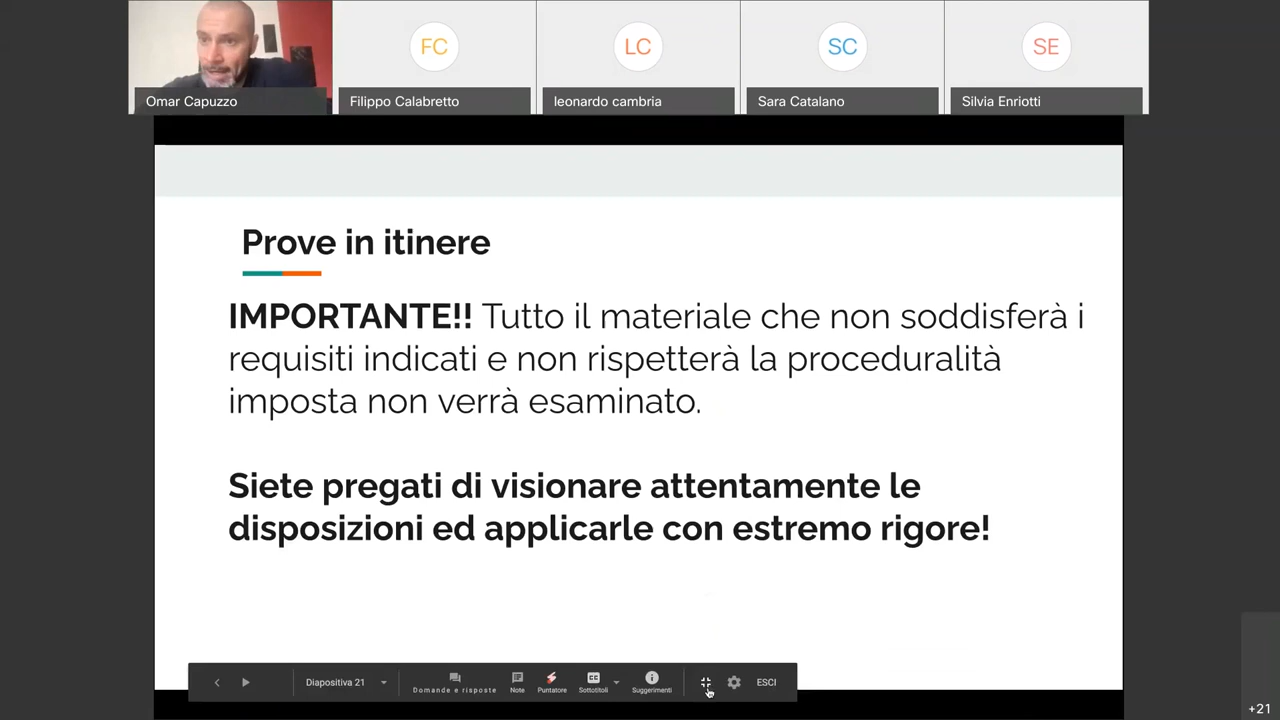 FC
LC
SC
SE
Omar Capuzzo
Filippo Calabretto
leonardo cambria
Sara Catalano
Silvia Enriotti
Prove in itinere
IMPORTANTE!! Tutto il materiale che non soddisferà i
requisiti indicati e non rispetterà la proceduralità
imposta non verrà esaminato.
Siete pregati di visionare attentamente le
disposizioni ed applicarle con estremo rigore!
Diapositiva 21
Domande e risposte
Note
Puntatore
CC
Sottotitoli
Suggerimenti
ESCI
+21